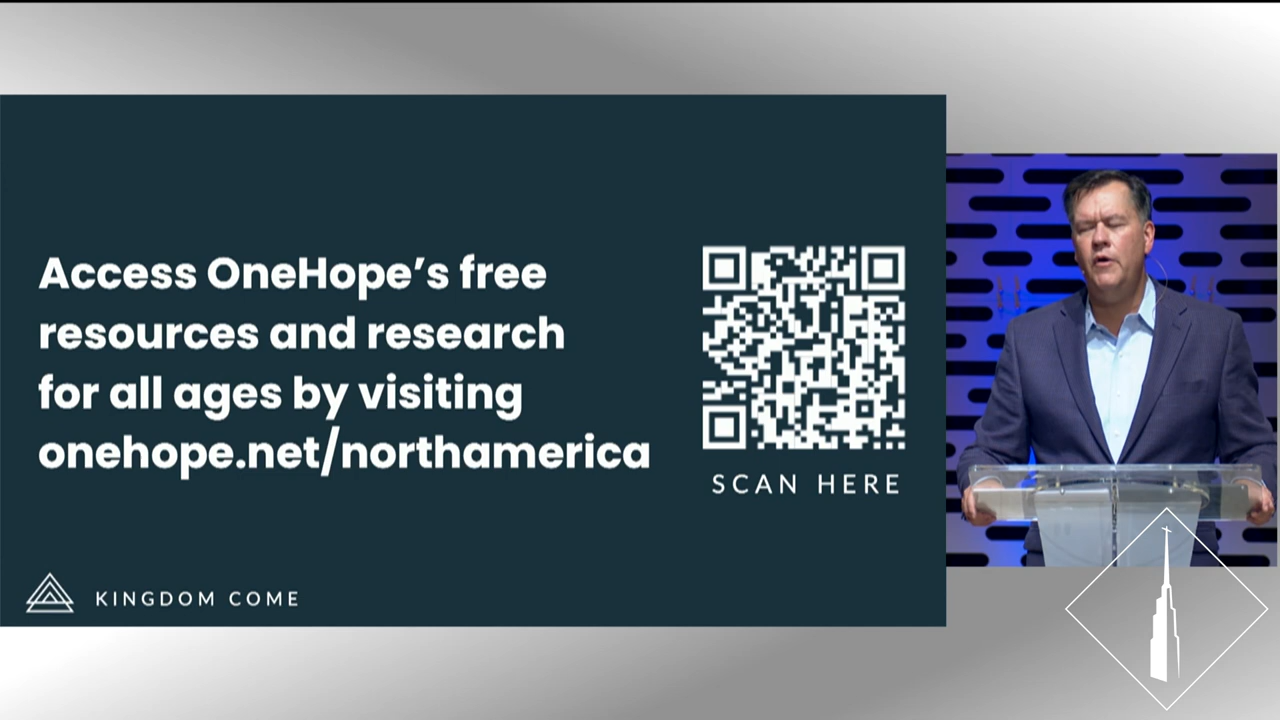 Access OneHope’s free
resources and research
for all ages by visiting
onehope.net/northamerica
SCAN HERE
KINGDOM COME